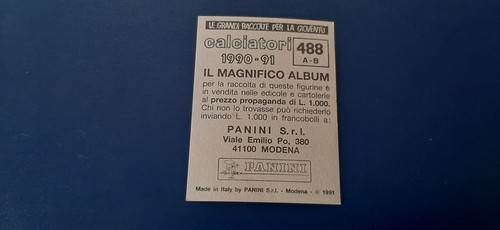 LE GRANDI RACCOLTE PER LA GIOVENTÙ
calciatori
1990-91
488
A-B
IL MAGNIFICO ALBUM
per la raccolta di queste figurine è
in vendita nelle edicole e cartolerie
al prezzo propaganda di L. 1.000.
Chi non lo trovasse può richiederlo
inviando L. 1.000 in francobolli a:
PANINI S.r.l.
Viale Emilio Po, 380
41100 MODENA
PANINI
Made in Italy by PANINI S.r.l. - Modena - © 1991